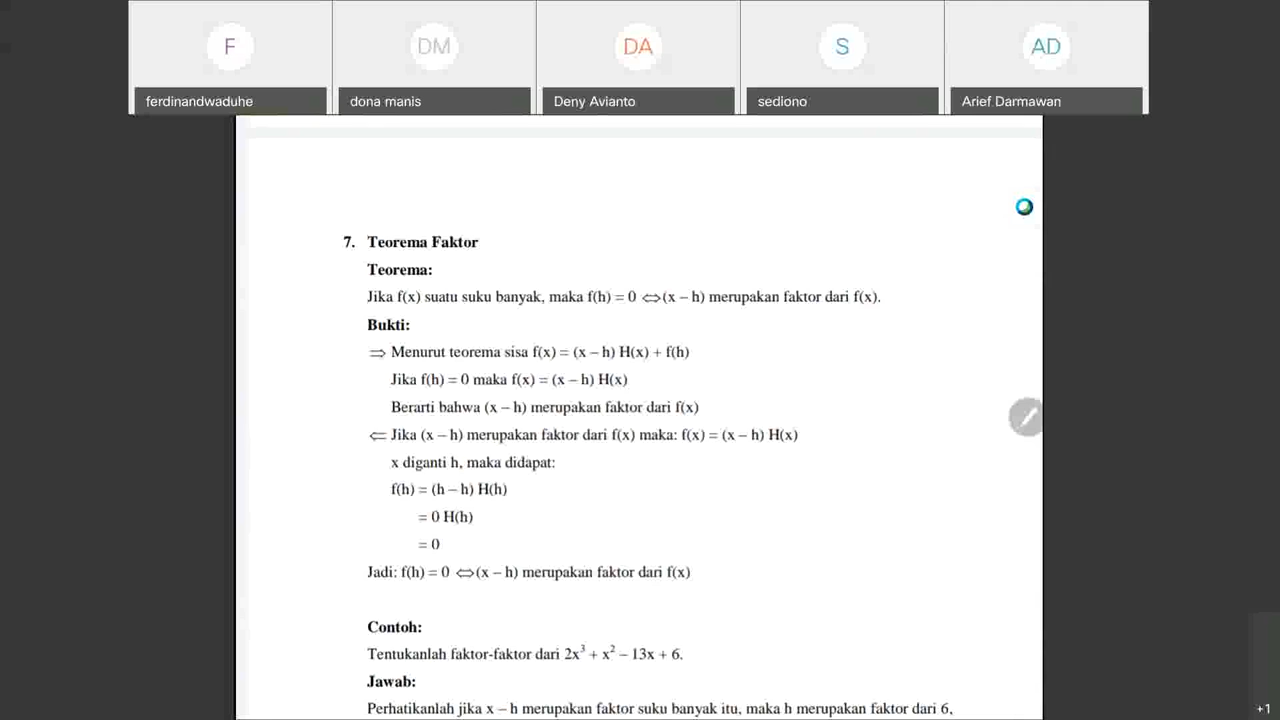 F
DM
DA
S
AD
ferdinandwaduhe
dona manis
Deny Avianto
sediono
Arief Darmawan
7. Teorema Faktor
Teorema:
Jika f(x) suatu suku banyak, maka f(h) = 0 ⇔ (x – h) merupakan faktor dari f(x).
Bukti:
⇒ Menurut teorema sisa f(x) = (x – h) H(x) + f(h)
Jika f(h) = 0 maka f(x) = (x – h) H(x)
Berarti bahwa (x – h) merupakan faktor dari f(x)
⇐ Jika (x – h) merupakan faktor dari f(x) maka: f(x) = (x – h) H(x)
x diganti h, maka didapat:
f(h) = (h – h) H(h)
= 0 H(h)
= 0
Jadi: f(h) = 0 ⇔ (x – h) merupakan faktor dari f(x)
Contoh:
Tentukanlah faktor-faktor dari 2x³ + x² – 13x + 6.
Jawab:
Perhatikanlah jika x – h merupakan faktor suku banyak itu, maka h merupakan faktor dari 6,
+1